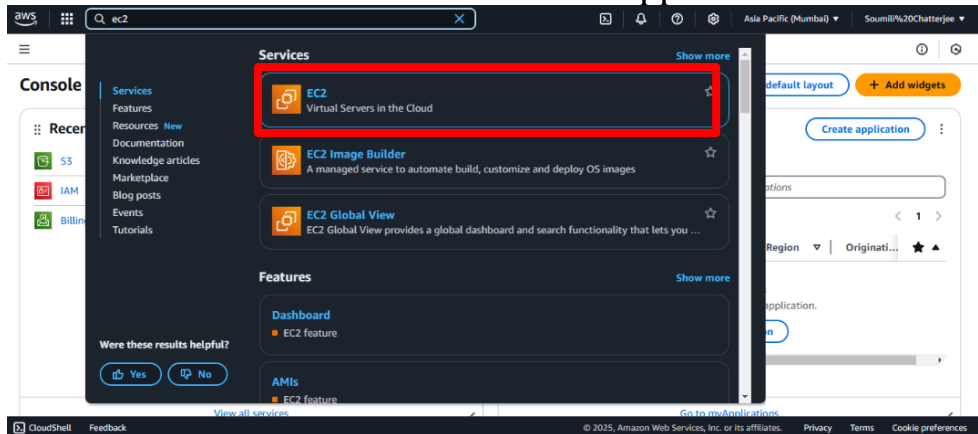 aws
ec2
Asia Pacific (Mumbai)
Soumili%20Chatterjee
Console
default layout
+ Add widgets
Services
Features
Resources New
Documentation
Knowledge articles
Marketplace
Blog posts
Events
Tutorials
Were these results helpful?
Yes
No
Services
Show more
EC2
Virtual Servers in the Cloud
EC2 Image Builder
A managed service to automate build, customize and deploy OS images
EC2 Global View
EC2 Global View provides a global dashboard and search functionality that lets you ...
Features
Show more
Dashboard
EC2 feature
AMIs
EC2 feature
Recen
S3
IAM
Billin
Create application
1
Region
Originati...
application.
View all services
Go to myApplications
CloudShell
Feedback
© 2025, Amazon Web Services, Inc. or its affiliates.
Privacy
Terms
Cookie preferences